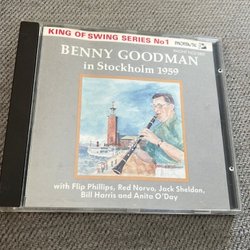 KING OF SWING SERIES No1
BENNY GOODMAN
in Stockholm 1959
with Flip Phillips, Red Norvo, Jack Sheldon,
Bill Harris and Anita O'Day